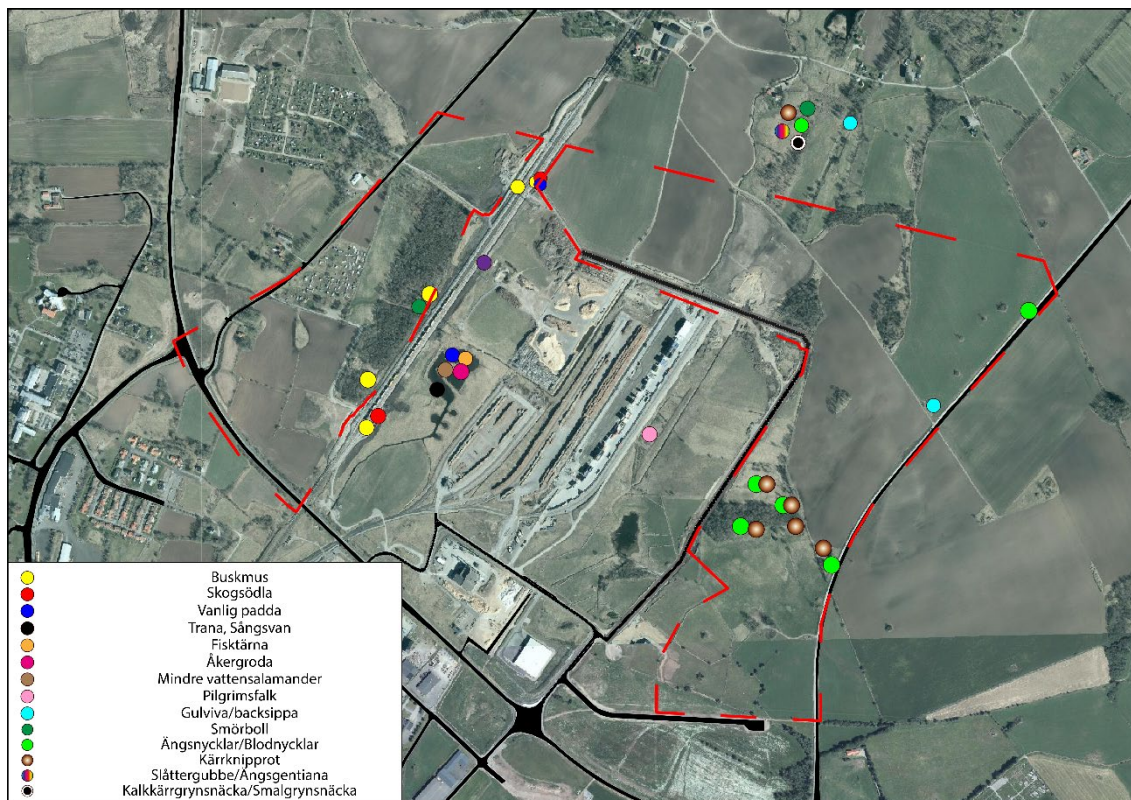 Buskmus
Skogsödla
Vanlig padda
Trana, Sångsvan
Fisktärna
Åkergroda
Mindre vattensalamander
Pilgrimsfalk
Gulviva/backsippa
Smörboll
Ängsnycklar/Blodnycklar
Kärrknipprot
Slåttergubbe/Ängsgentiana
Kalkkärrgrynsnäcka/Smalgrynsnäcka